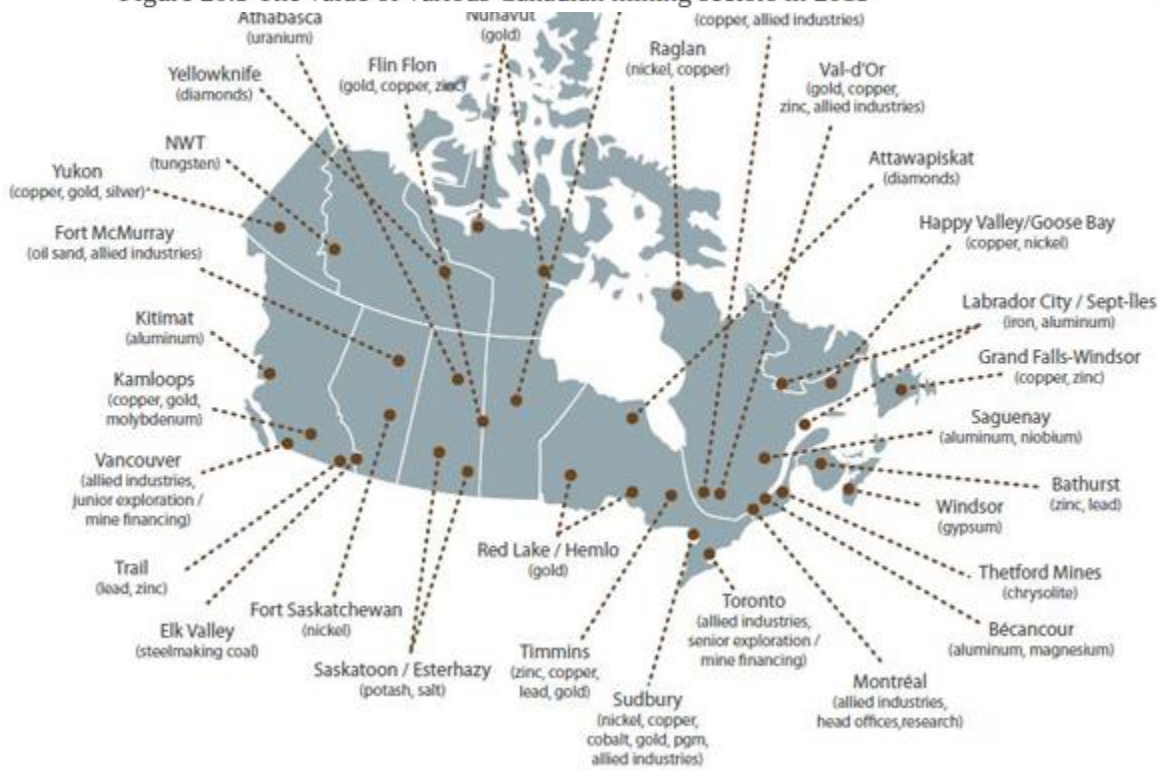 Athabasca
(uranium)
Nunavut
(gold)
(copper, allied industries)
Yellowknife
(diamonds)
Flin Flon
(gold, copper, zinc)
Raglan
(nickel, copper)
Val-d'Or
(gold, copper,
zinc, allied industries)
NWT
(tungsten)
Attawapiskat
(diamonds)
Yukon
(copper, gold, silver)
Happy Valley/Goose Bay
(copper, nickel)
Fort McMurray
(oil sand, allied industries)
Labrador City / Sept-Îles
(iron, aluminum)
Kitimat
(aluminum)
Grand Falls-Windsor
(copper, zinc)
Kamloops
(copper, gold,
molybdenum)
Saguenay
(aluminum, niobium)
Vancouver
(allied industries,
junior exploration /
mine financing)
Bathurst
(zinc, lead)
Windsor
(gypsum)
Red Lake / Hemlo
(gold)
Trail
(lead, zinc)
Thetford Mines
(chrysolite)
Fort Saskatchewan
(nickel)
Toronto
(allied industries,
senior exploration /
mine financing)
Elk Valley
(steelmaking coal)
Bécancour
(aluminum, magnesium)
Saskatoon / Esterhazy
(potash, salt)
Timmins
(zinc, copper,
lead, gold)
Montréal
(allied industries,
head offices,research)
Sudbury
(nickel, copper,
cobalt, gold, pgm,
allied industries)